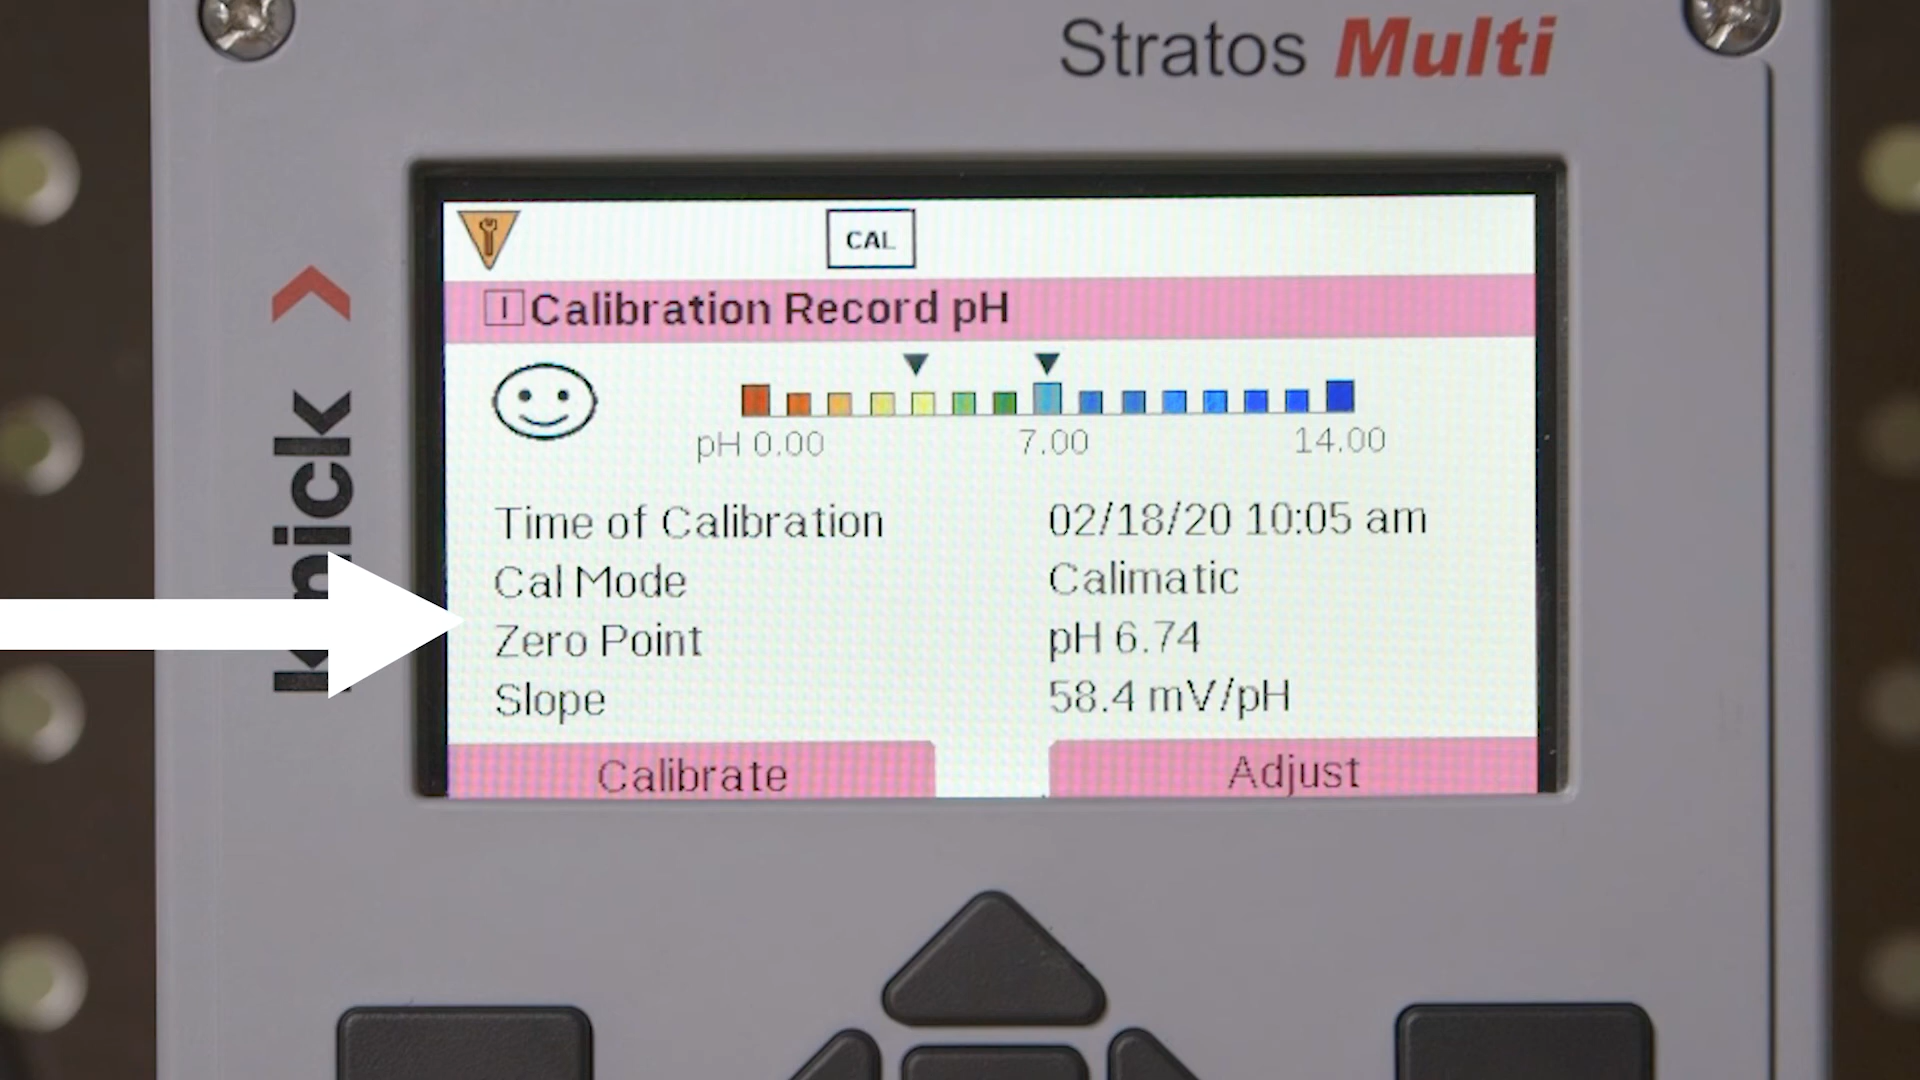 Stratos Multi
CAL
I Calibration Record pH
pH 0.00 7.00 14.00
Time of Calibration 02/18/20 10:05 am
Cal Mode Calimatic
Zero Point pH 6.74
Slope 58.4 mV/pH
Calibrate Adjust
Knick